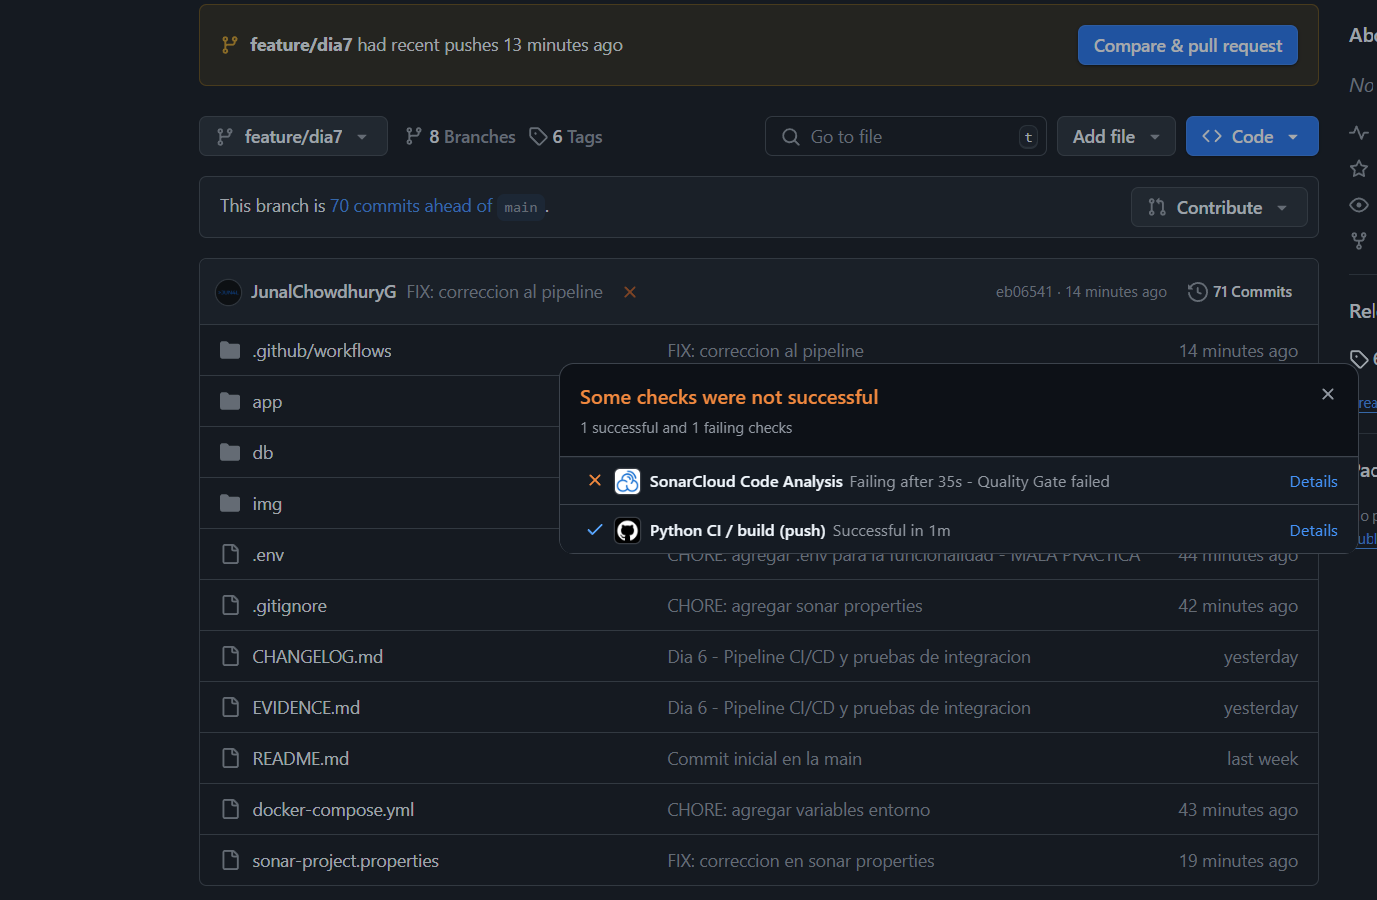 feature/dia7 had recent pushes 13 minutes ago
Compare & pull request
feature/dia7
8 Branches
6 Tags
Go to file
t
Add file
Code
This branch is 70 commits ahead of main.
Contribute
JunalChowdhuryG FIX: correccion al pipeline
eb06541 · 14 minutes ago
71 Commits
.github/workflows FIX: correccion al pipeline 14 minutes ago
app
Some checks were not successful
1 successful and 1 failing checks
db
SonarCloud Code Analysis Failing after 35s - Quality Gate failed Details
img
Python CI / build (push) Successful in 1m Details
.env CHORE: agregar .env para la funcionalidad - MALA PRACTICA 44 minutes ago
.gitignore CHORE: agregar sonar properties 42 minutes ago
CHANGELOG.md Dia 6 - Pipeline CI/CD y pruebas de integracion yesterday
EVIDENCE.md Dia 6 - Pipeline CI/CD y pruebas de integracion yesterday
README.md Commit inicial en la main last week
docker-compose.yml CHORE: agregar variables entorno 43 minutes ago
sonar-project.properties FIX: correccion en sonar properties 19 minutes ago
No